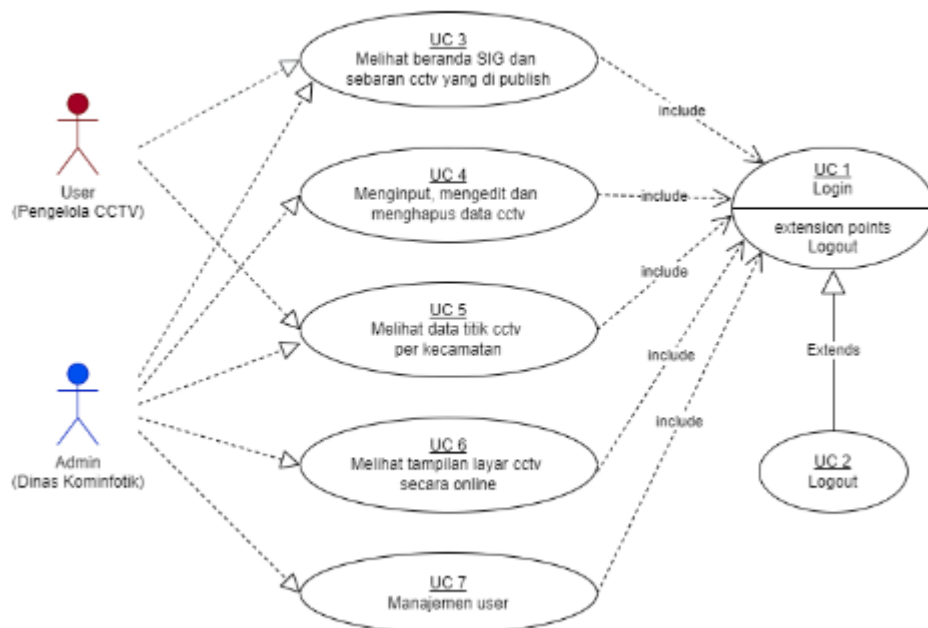 UC 3
Melihat beranda SIG dan
sebaran cctv yang di publish
include
User
(Pengelola CCTV)
UC 4
Menginput, mengedit dan
menghapus data cctv
include
UC 1
Login
extension points
Logout
UC 5
Melihat data titik cctv
per kecamatan
include
Extends
Admin
(Dinas Kominfotik)
UC 6
Melihat tampilan layar cctv
secara online
include
UC 2
Logout
UC 7
Manajemen user
include